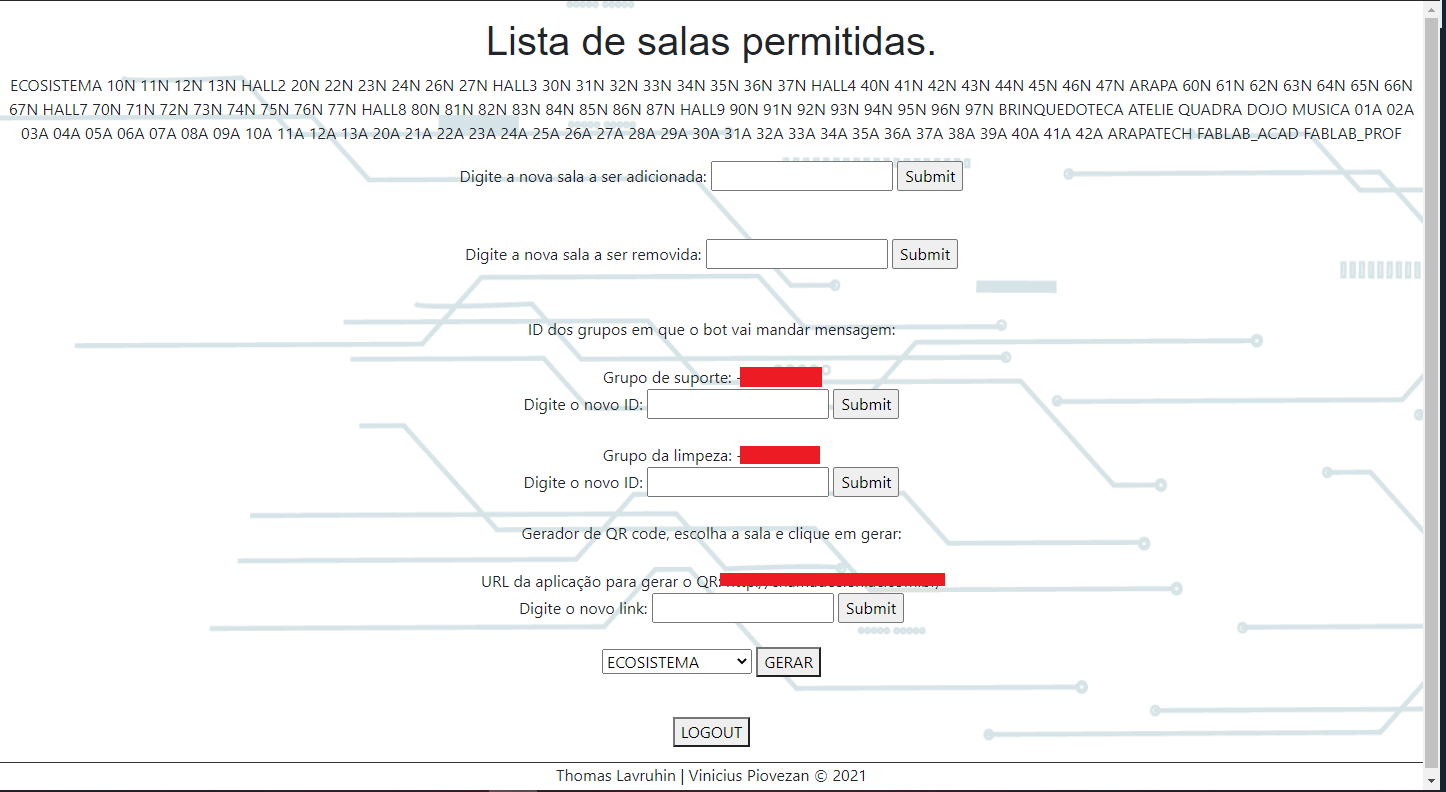 Lista de salas permitidas.
ECOSISTEMA 10N 11N 12N 13N HALL2 20N 22N 23N 24N 26N 27N HALL3 30N 31N 32N 33N 34N 35N 36N 37N HALL4 40N 41N 42N 43N 44N 45N 46N 47N ARAPA 60N 61N 62N 63N 64N 65N 66N
67N HALL7 70N 71N 72N 73N 74N 75N 76N 77N HALL8 80N 81N 82N 83N 84N 85N 86N 87N HALL9 90N 91N 92N 93N 94N 95N 96N 97N BRINQUEDOTECA ATELIE QUADRA DOJO MUSICA 01A 02A
03A 04A 05A 06A 07A 08A 09A 10A 11A 12A 13A 20A 21A 22A 23A 24A 25A 26A 27A 28A 29A 30A 31A 32A 33A 34A 35A 36A 37A 38A 39A 40A 41A 42A ARAPATECH FABLAB_ACAD FABLAB_PROF
Digite a nova sala a ser adicionada: Submit
Digite a nova sala a ser removida: Submit
ID dos grupos em que o bot vai mandar mensagem:
Grupo de suporte: -
Digite o novo ID: Submit
Grupo da limpeza: -
Digite o novo ID: Submit
Gerador de QR code, escolha a sala e clique em gerar:
URL da aplicação para gerar o QR:
Digite o novo link: Submit
ECOSISTEMA GERAR
LOGOUT
Thomas Lavruhin | Vinicius Piovezan © 2021